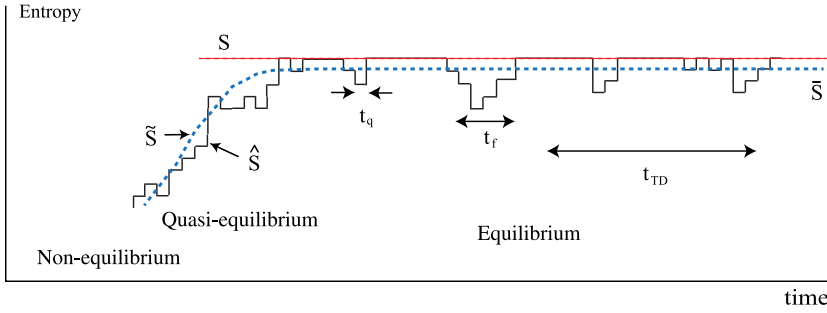 Entropy
S
S̄
t_q
t_f
S̃
Ŝ
t_TD
Quasi-equilibrium
Equilibrium
Non-equilibrium
time